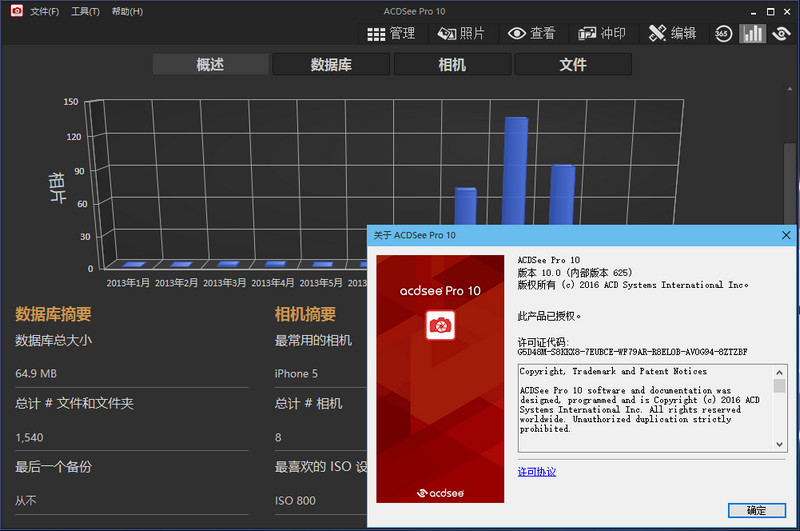 文件(F) 工具(T) 帮助(H) ACDSee Pro 10
管理 照片 查看 冲印 编辑 365
概述 数据库 相机 文件
150
120
90
60
30
0
相片
2013年1月 2013年2月 2013年3月 2013年4月 2013年5月
数据库摘要
数据库总大小
64.9 MB
总计 # 文件和文件夹
1,540
最后一个备份
从不
相机摘要
最常用的相机
iPhone 5
总计 # 相机
8
最喜欢的 ISO 设
ISO 800
关于 ACDSee Pro 10
acdsee Pro 10
acdsee
ACDSee Pro 10
版本 10.0 (内部版本 625)
版权所有 (c) 2016 ACD Systems International Inc。
此产品已授权。
许可证代码:
G5D48M-S8KKX8-7EUBCE-WF79AR-R8ELOB-AVOG94-8ZTZBF
Copyright, Trademark and Patent Notices
ACDSee Pro 10 software and documentation was
designed, programmed and is Copyright (c) 2016 ACD
Systems International Inc. All rights reserved
worldwide. Unauthorized duplication strictly
prohibited.
许可协议
确定